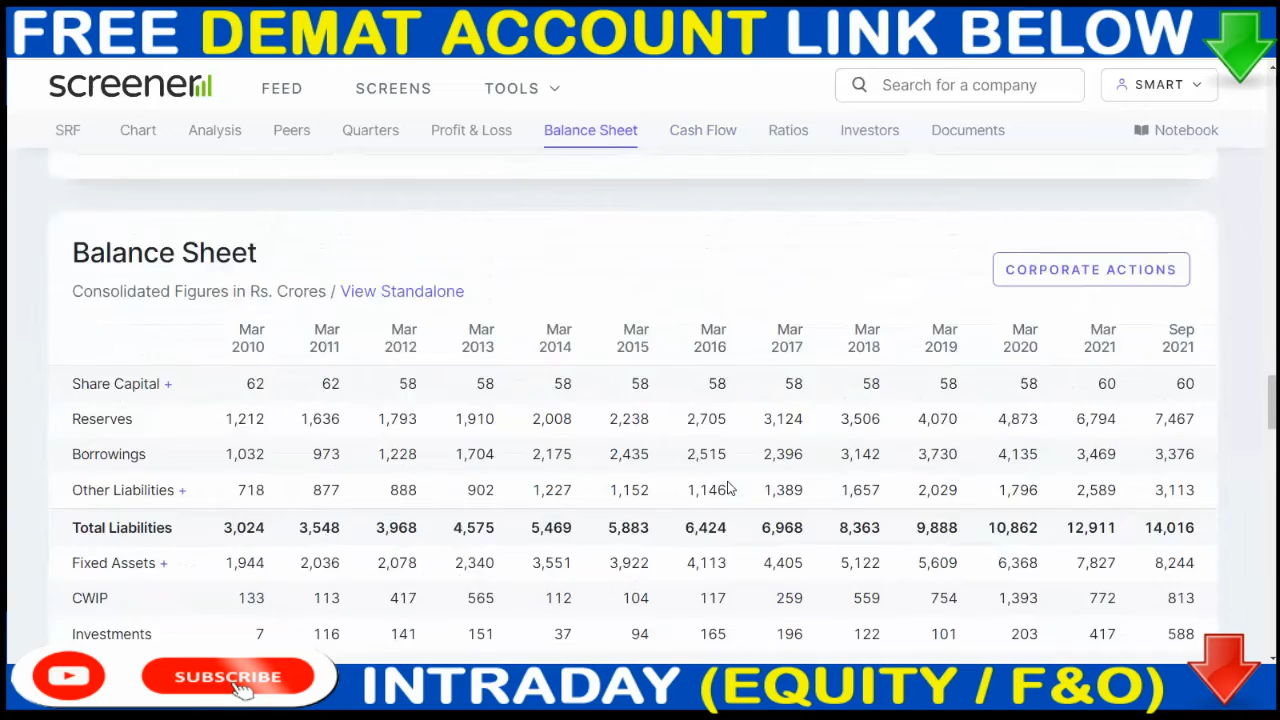 FREE DEMAT ACCOUNT LINK BELOW
screener FEED SCREENS TOOLS Search for a company SMART
SRF Chart Analysis Peers Quarters Profit & Loss Balance Sheet Cash Flow Ratios Investors Documents Notebook
Balance Sheet
CORPORATE ACTIONS
Consolidated Figures in Rs. Crores / View Standalone
Mar Mar Mar Mar Mar Mar Mar Mar Mar Mar Mar Mar Sep
2010 2011 2012 2013 2014 2015 2016 2017 2018 2019 2020 2021 2021
Share Capital + 62 62 58 58 58 58 58 58 58 58 58 60 60
Reserves 1,212 1,636 1,793 1,910 2,008 2,238 2,705 3,124 3,506 4,070 4,873 6,794 7,467
Borrowings 1,032 973 1,228 1,704 2,175 2,435 2,515 2,396 3,142 3,730 4,135 3,469 3,376
Other Liabilities + 718 877 888 902 1,227 1,152 1,146 1,389 1,657 2,029 1,796 2,589 3,113
Total Liabilities 3,024 3,548 3,968 4,575 5,469 5,883 6,424 6,968 8,363 9,888 10,862 12,911 14,016
Fixed Assets + 1,944 2,036 2,078 2,340 3,551 3,922 4,113 4,405 5,122 5,609 6,368 7,827 8,244
CWIP 133 113 417 565 112 104 117 259 559 754 1,393 772 813
Investments 7 116 141 151 37 94 165 196 122 101 203 417 588
SUBSCRIBE
INTRADAY (EQUITY / F&O)